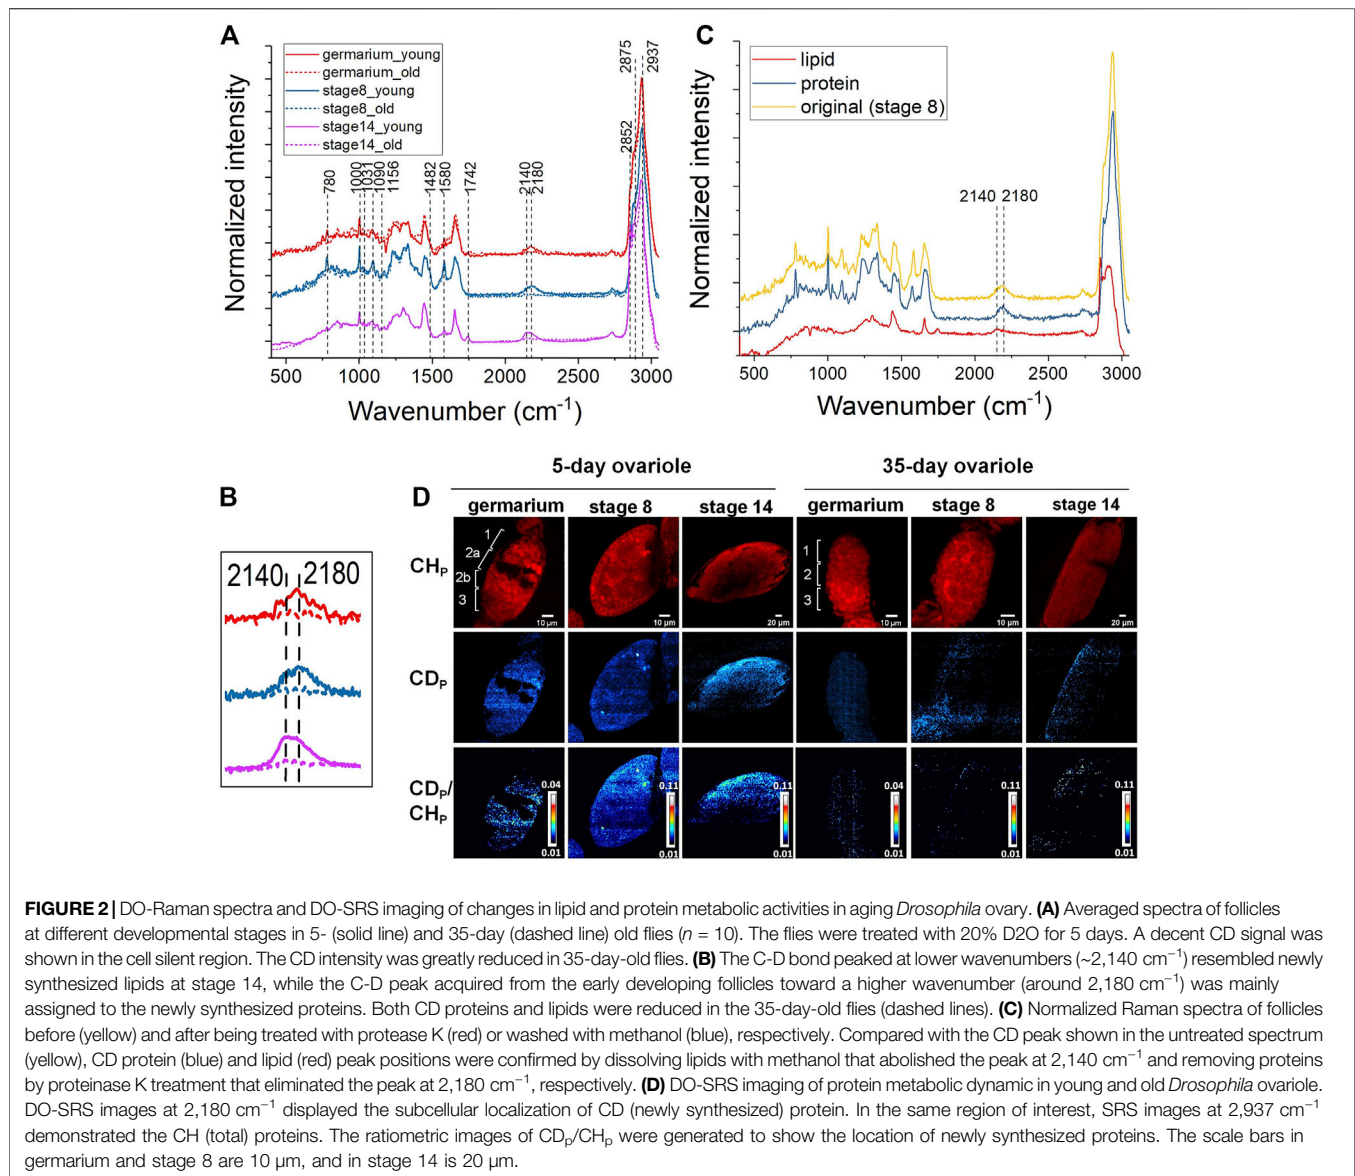 A
Normalized intensity
germarium_young
germarium_old
stage8_young
stage8_old
stage14_young
stage14_old
780
1000
1031
1090
1156
1482
1580
1742
2140
2180
2852
2875
2937
500 1000 1500 2000 2500 3000
Wavenumber (cm⁻¹)
C
Normalized intensity
lipid
protein
original (stage 8)
2140 2180
500 1000 1500 2000 2500 3000
Wavenumber (cm⁻¹)
B
2140 2180
D
5-day ovariole 35-day ovariole
germarium stage 8 stage 14 germarium stage 8 stage 14
CHP
1
2a
2b
3
10 µm
10 µm
20 µm
1
2
3
10 µm
10 µm
20 µm
CDP
CDP/
CHP
0.04
0.01
0.11
0.01
0.11
0.01
0.04
0.01
0.11
0.01
0.11
0.01
FIGURE 2 | DO-Raman spectra and DO-SRS imaging of changes in lipid and protein metabolic activities in aging Drosophila ovary. (A) Averaged spectra of follicles
at different developmental stages in 5- (solid line) and 35-day (dashed line) old flies (n = 10). The flies were treated with 20% D2O for 5 days. A decent CD signal was
shown in the cell silent region. The CD intensity was greatly reduced in 35-day-old flies. (B) The C-D bond peaked at lower wavenumbers (~2,140 cm⁻¹) resembled newly
synthesized lipids at stage 14, while the C-D peak acquired from the early developing follicles toward a higher wavenumber (around 2,180 cm⁻¹) was mainly
assigned to the newly synthesized proteins. Both CD proteins and lipids were reduced in the 35-day-old flies (dashed lines). (C) Normalized Raman spectra of follicles
before (yellow) and after being treated with protease K (red) or washed with methanol (blue), respectively. Compared with the CD peak shown in the untreated spectrum
(yellow), CD protein (blue) and lipid (red) peak positions were confirmed by dissolving lipids with methanol that abolished the peak at 2,140 cm⁻¹ and removing proteins
by proteinase K treatment that eliminated the peak at 2,180 cm⁻¹, respectively. (D) DO-SRS imaging of protein metabolic dynamic in young and old Drosophila ovariole.
DO-SRS images at 2,180 cm⁻¹ displayed the subcellular localization of CD (newly synthesized) protein. In the same region of interest, SRS images at 2,937 cm⁻¹
demonstrated the CH (total) proteins. The ratiometric images of CDp/CHp were generated to show the location of newly synthesized proteins. The scale bars in
germarium and stage 8 are 10 µm, and in stage 14 is 20 µm.